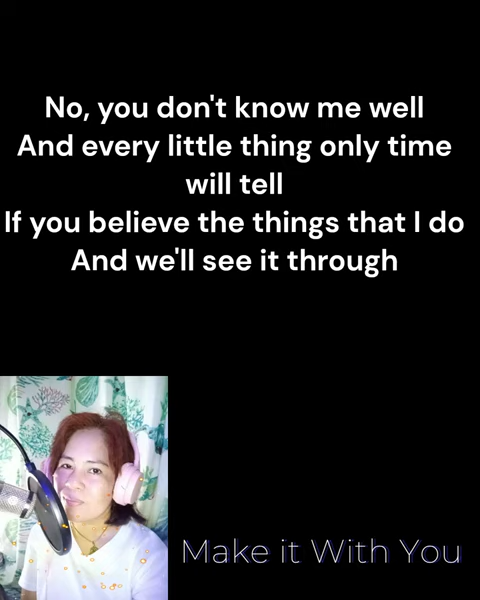 No, you don't know me well
And every little thing only time
will tell
If you believe the things that I do
And we'll see it through
Make it With You